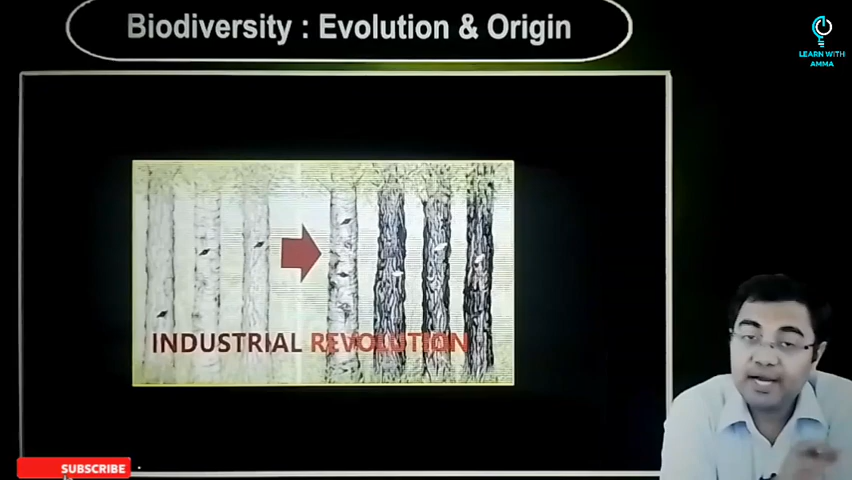 Biodiversity : Evolution & Origin
LEARN WITH
AMMA
INDUSTRIAL REVOLUTION
SUBSCRIBE